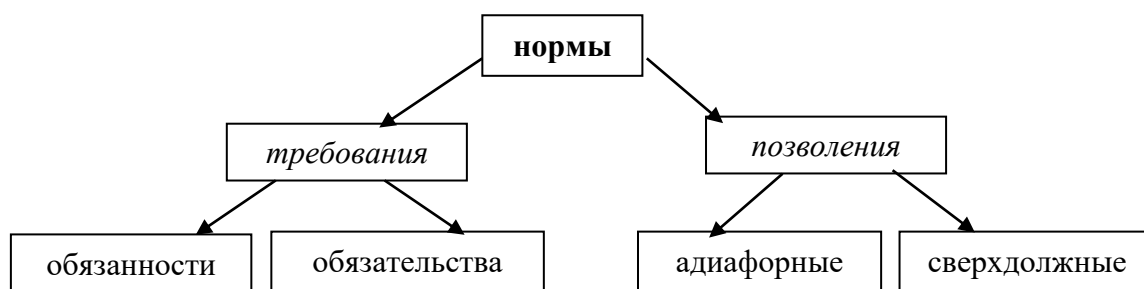 нормы
требования
позволения
обязанности
обязательства
адиафорные
сверхдолжные